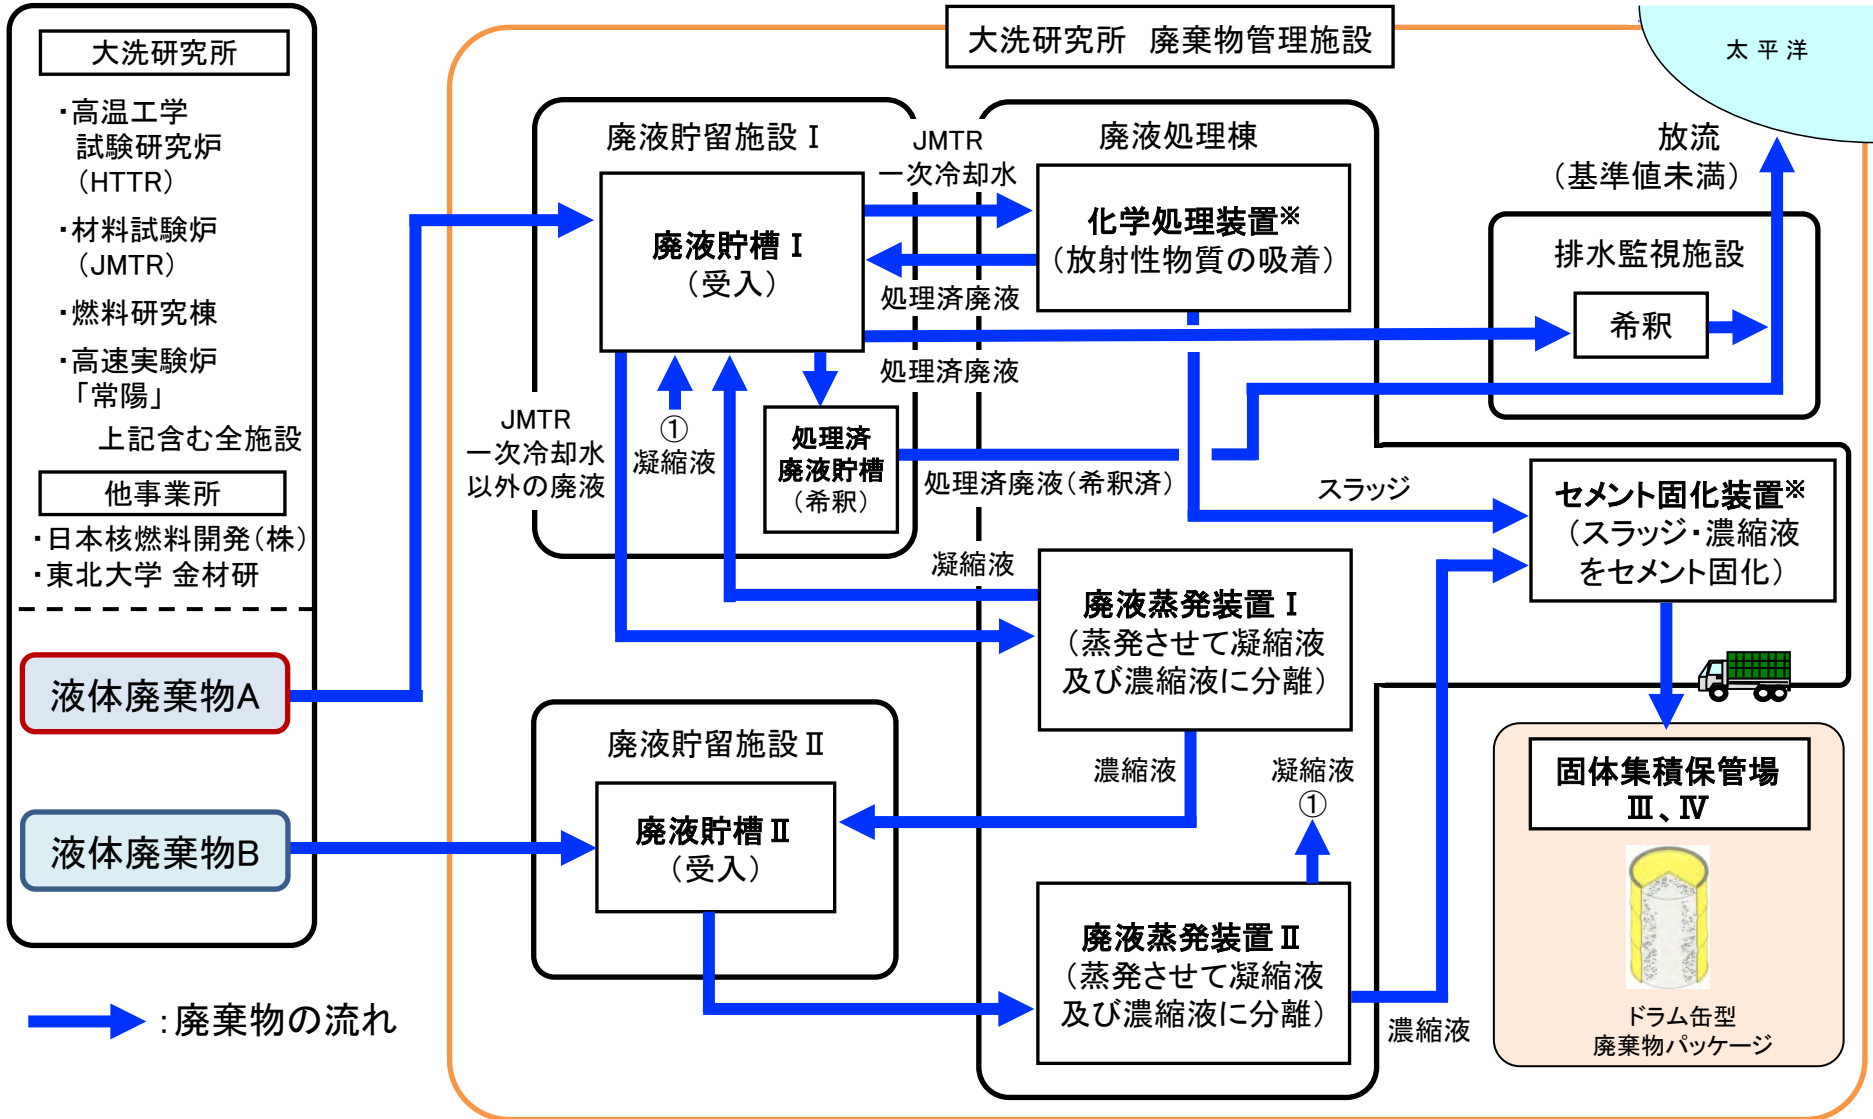 大洗研究所
・高温工学
試験研究炉
（HTTR）
・材料試験炉
（JMTR）
・燃料研究棟
・高速実験炉
「常陽」
上記含む全施設
他事業所
・日本核燃料開発（株）
・東北大学 金材研
液体廃棄物A
液体廃棄物B
：廃棄物の流れ
大洗研究所　廃棄物管理施設
太 平 洋
廃液貯留施設Ⅰ
廃液貯槽Ⅰ
（受入）
JMTR
一次冷却水
処理済廃液
処理済廃液
JMTR
一次冷却水
以外の廃液
①
凝縮液
処理済
廃液貯槽
（希釈）
処理済廃液（希釈済）
凝縮液
廃液処理棟
化学処理装置※
（放射性物質の吸着）
放流
（基準値未満）
排水監視施設
希釈
スラッジ
セメント固化装置※
（スラッジ・濃縮液
をセメント固化）
廃液蒸発装置Ⅰ
（蒸発させて凝縮液
及び濃縮液に分離）
廃液貯留施設Ⅱ
廃液貯槽Ⅱ
（受入）
濃縮液
凝縮液
①
廃液蒸発装置Ⅱ
（蒸発させて凝縮液
及び濃縮液に分離）
濃縮液
固体集積保管場
Ⅲ、Ⅳ
ドラム缶型
廃棄物パッケージ